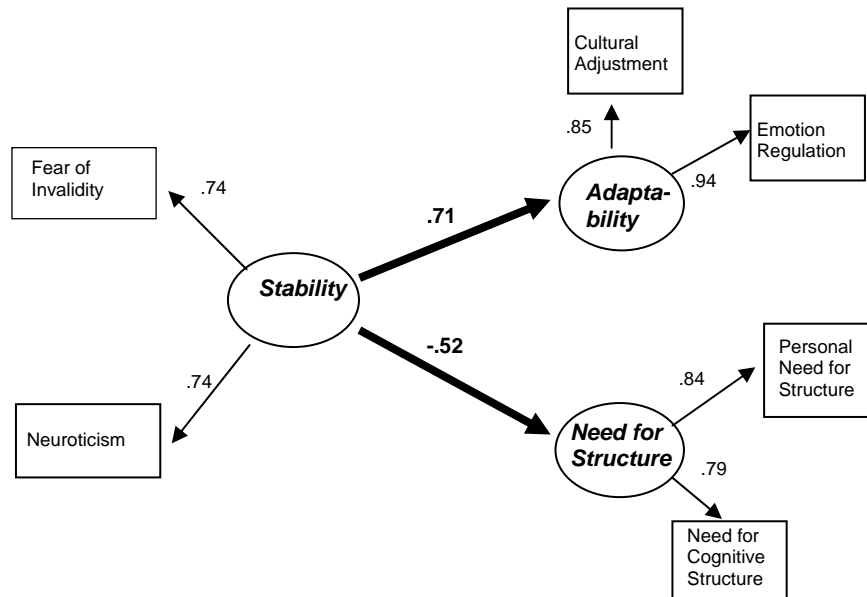 Cultural
Adjustment
.85
Emotion
Regulation
.94
Adapta-
bility
Fear of
Invalidity
.74
.71
Stability
-.52
.74
Neuroticism
Personal
Need for
Structure
.84
Need for
Structure
.79
Need for
Cognitive
Structure